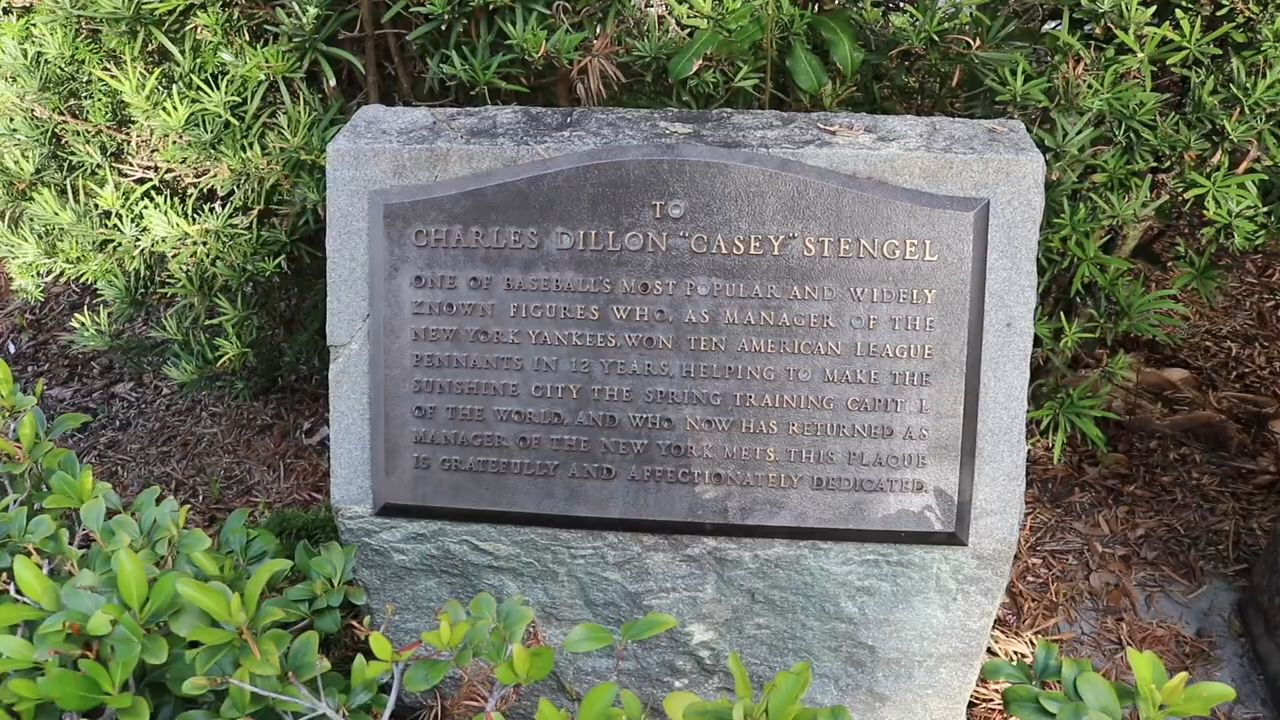 TO
CHARLES DILLON "CASEY" STENGEL
ONE OF BASEBALL'S MOST POPULAR AND WIDELY
KNOWN FIGURES WHO, AS MANAGER OF THE
NEW YORK YANKEES, WON TEN AMERICAN LEAGUE
PENNANTS IN 12 YEARS, HELPING TO MAKE THE
SUNSHINE CITY THE SPRING TRAINING CAPIT L
OF THE WORLD, AND WHO NOW HAS RETURNED AS
MANAGER OF THE NEW YORK METS. THIS PLAQUE
IS GRATEFULLY AND AFFECTIONATELY DEDICATED.